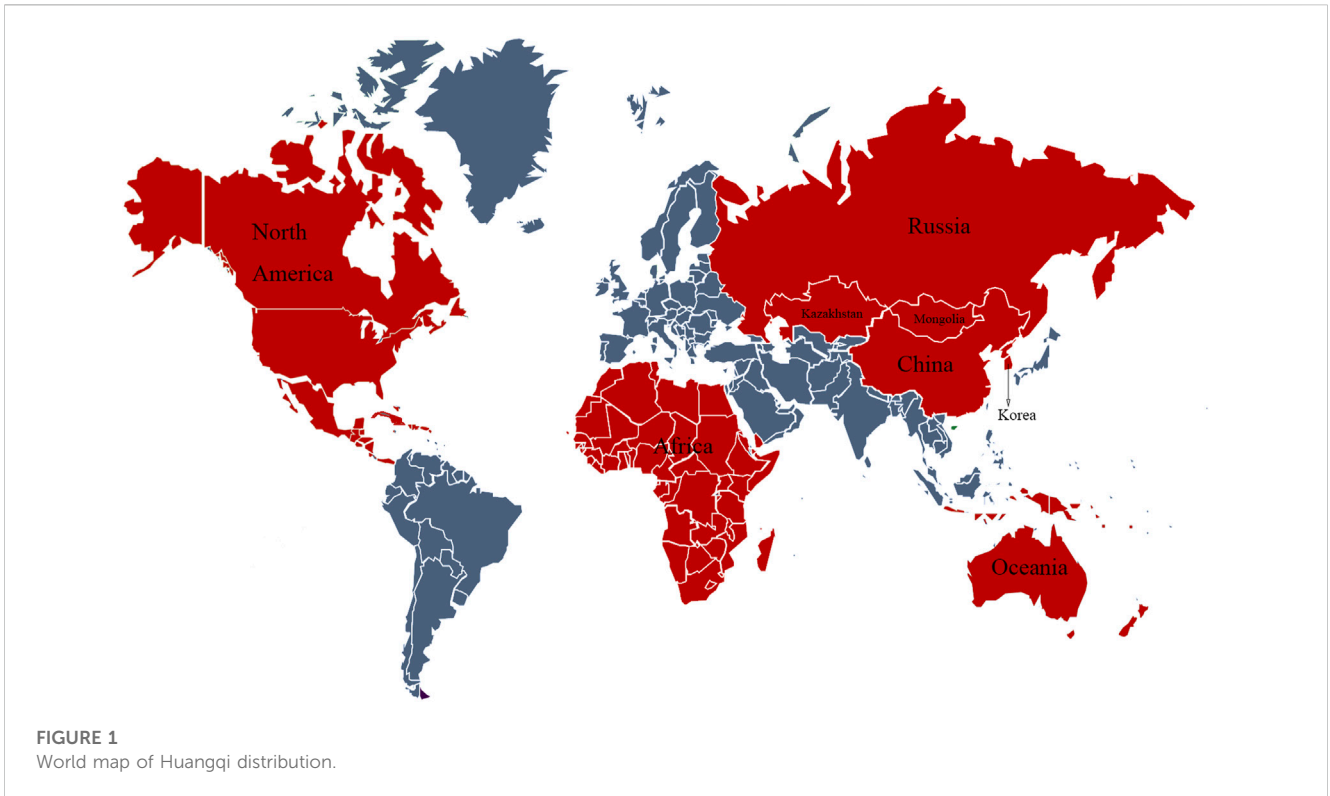 North
America
Russia
Kazakhstan
Mongolia
China
Korea
Africa
Oceania
FIGURE 1
World map of Huangqi distribution.